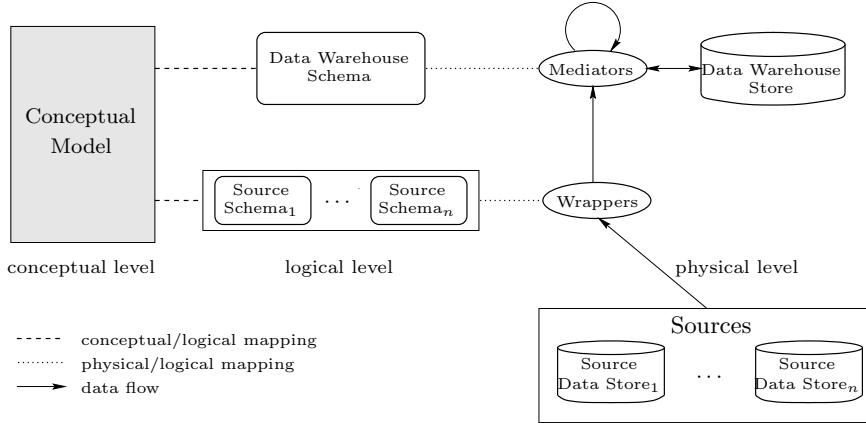 Conceptual
Model
Data Warehouse
Schema
Mediators
Data Warehouse
Store
Source
Schema₁
...
Source
Schemaₙ
Wrappers
conceptual level
logical level
physical level
conceptual/logical mapping
physical/logical mapping
data flow
Sources
Source
Data Store₁
...
Source
Data Storeₙ